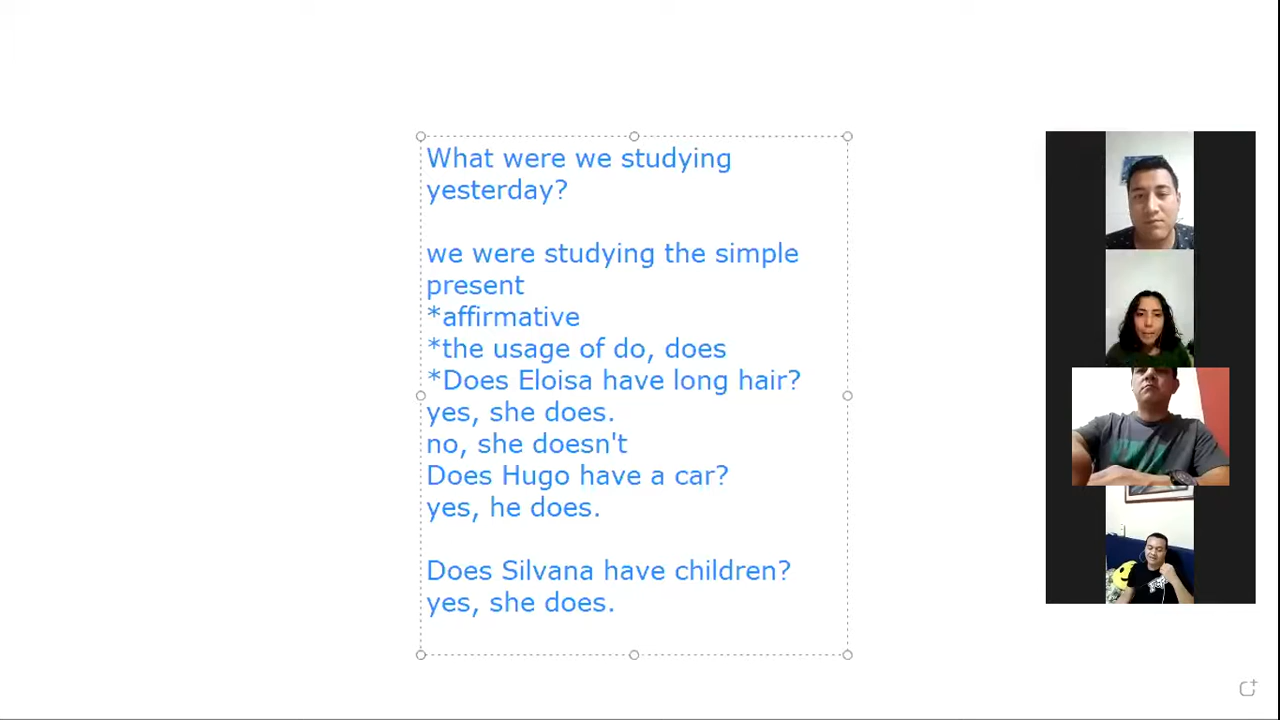 What were we studying
yesterday?
we were studying the simple
present
*affirmative
*the usage of do, does
*Does Eloisa have long hair?
yes, she does.
no, she doesn't
Does Hugo have a car?
yes, he does.
Does Silvana have children?
yes, she does.